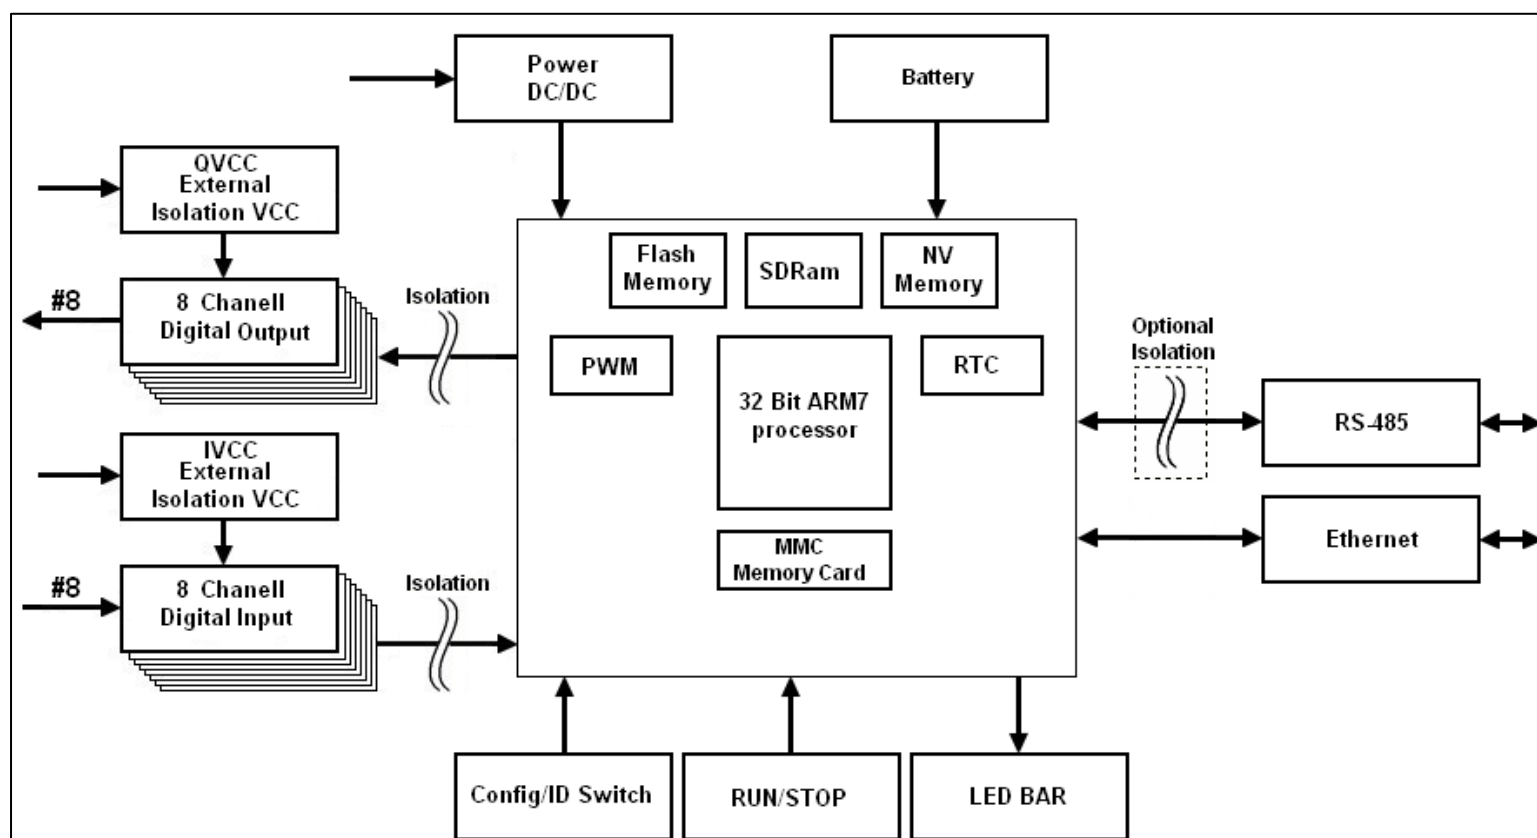 Power
DC/DC
Battery
QVCC
External
Isolation VCC
#8
8 Chanell
Digital Output
Isolation
Flash
Memory
SDRam
NV
Memory
PWM
32 Bit ARM7
processor
RTC
Optional
Isolation
RS-485
IVCC
External
Isolation VCC
#8
8 Chanell
Digital Input
Isolation
MMC
Memory Card
Ethernet
Config/ID Switch
RUN/STOP
LED BAR